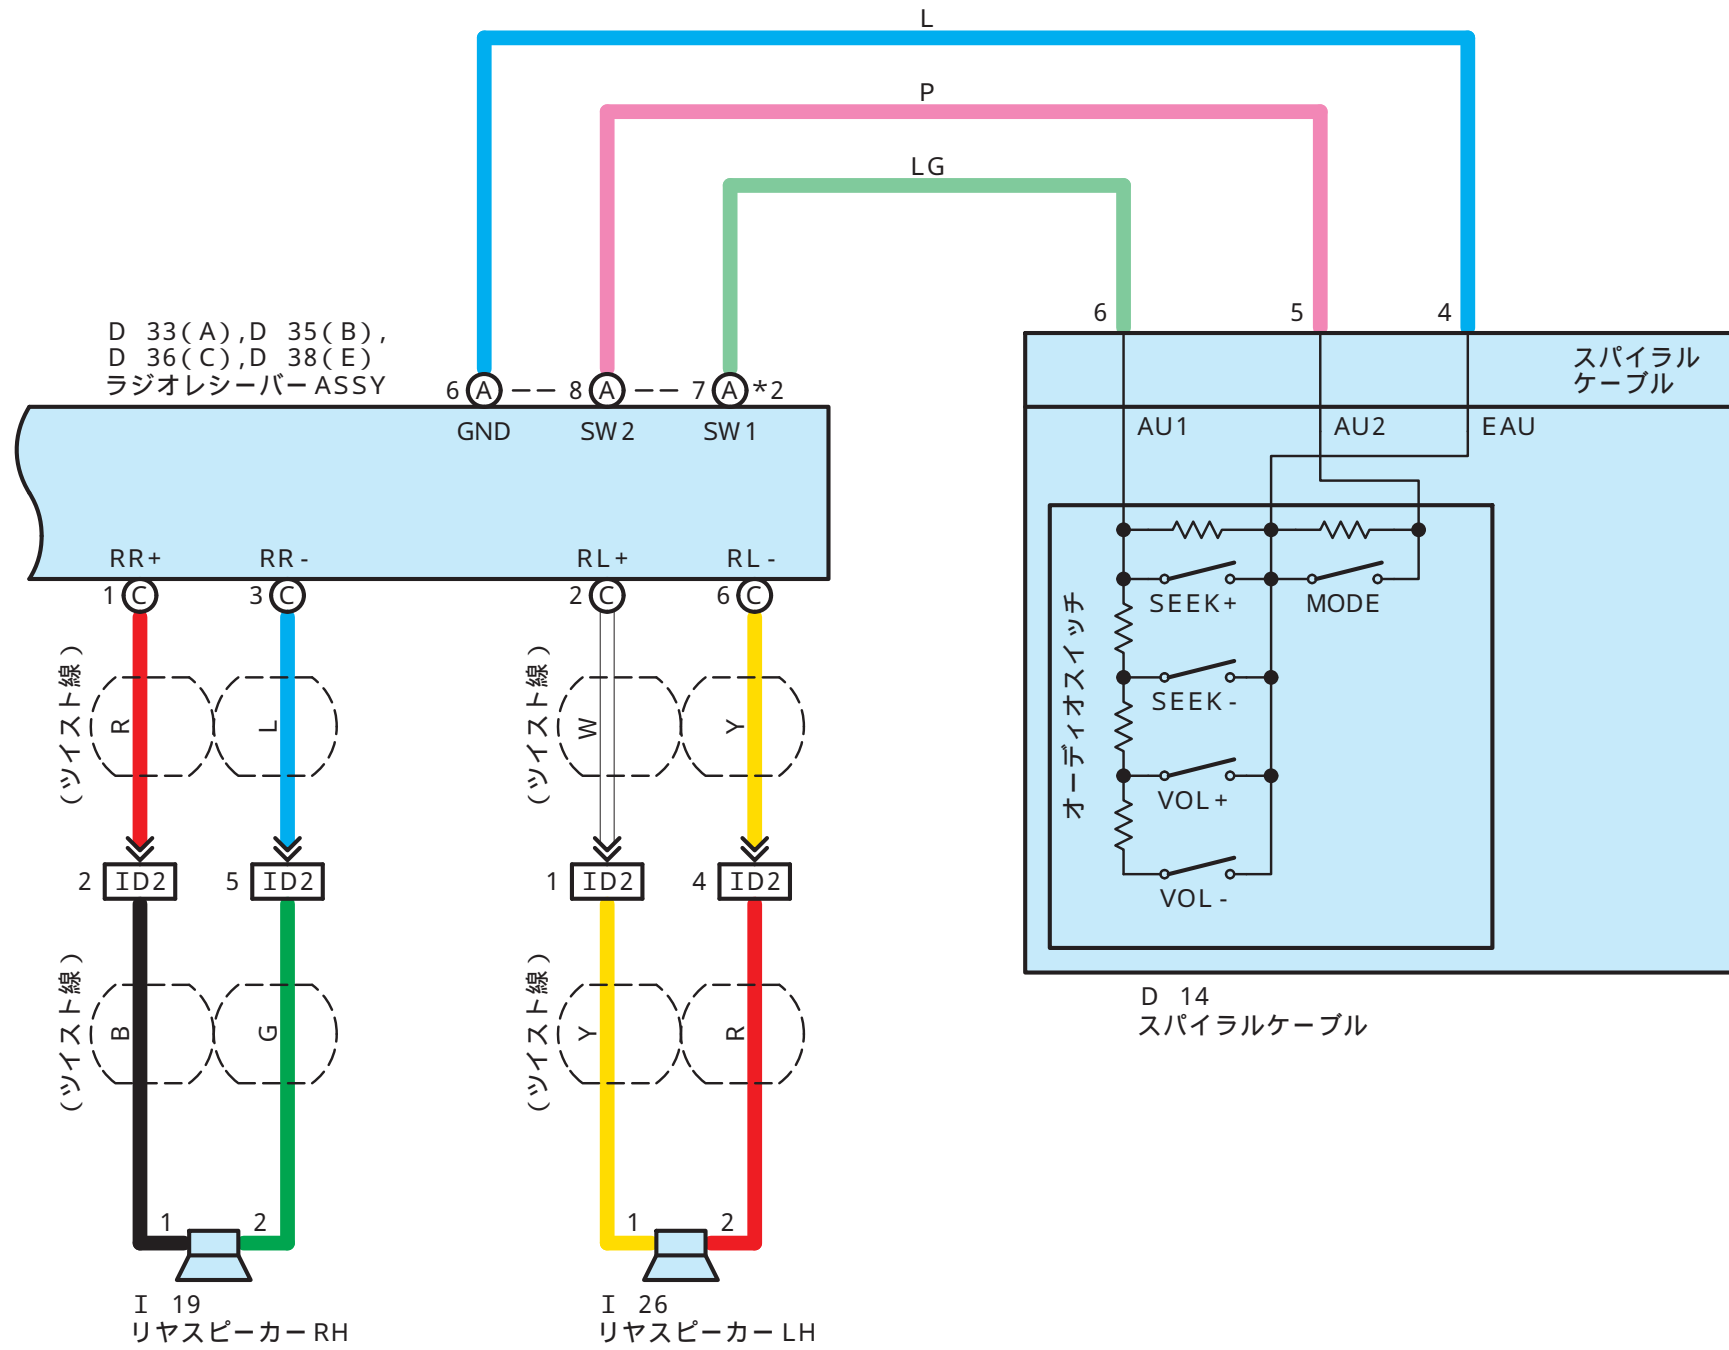 L
P
LG
6 5 4
D 33(A),D 35(B),
D 36(C),D 38(E)
ラジオレシーバーASSY
6 A 8 A 7 A *2
GND SW2 SW1
スパイラル
ケーブル
AU1 AU2 EAU
RR+ RR- RL+ RL-
1 C 3 C 2 C 6 C
オーディオスイッチ
SEEK+ MODE
SEEK-
VOL+
VOL-
(ツイスト線) R L (ツイスト線) W Y
2 ID2 5 ID2 1 ID2 4 ID2
(ツイスト線) B G (ツイスト線) Y R
D 14
スパイラルケーブル
1 2 1 2
I 19
リヤスピーカーRH
I 26
リヤスピーカーLH